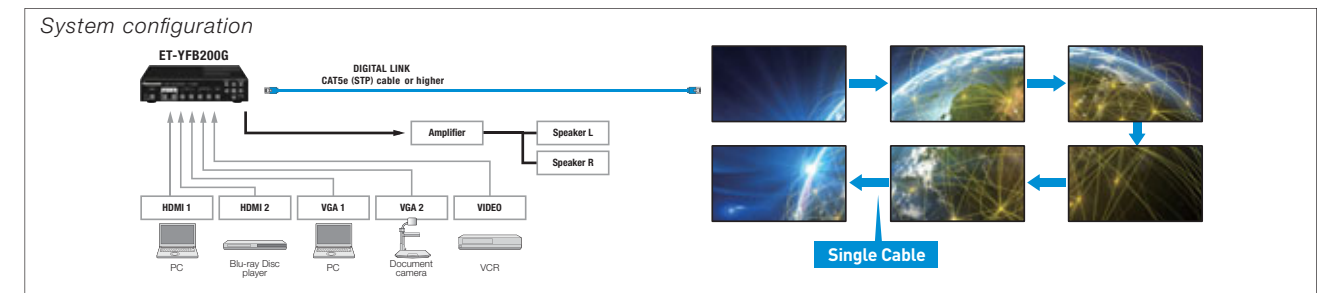 System configuration
ET-YFB200G
DIGITAL LINK
CAT5e (STP) cable or higher
Amplifier
Speaker L
Speaker R
HDMI 1
HDMI 2
VGA 1
VGA 2
VIDEO
PC
Blu-ray Disc
player
PC
Document
camera
VCR
Single Cable